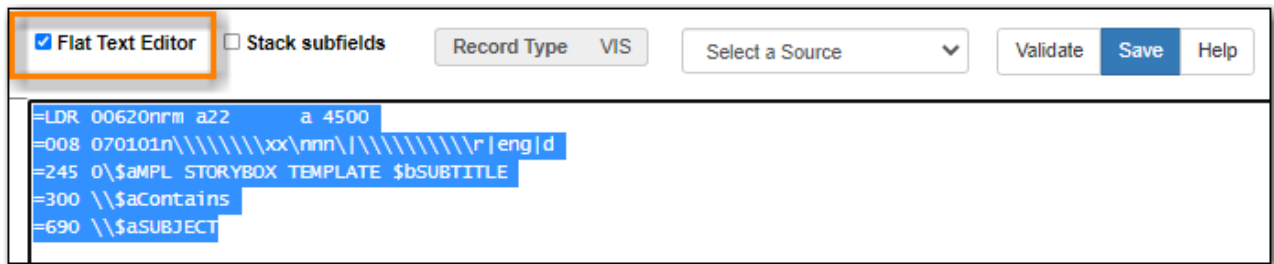 Flat Text Editor Stack subfields Record Type VIS Select a Source Validate Save Help
=LDR 00620nrm a22      a 4500
=008 070101n\\\\\\\\xx\nnn\|\\\\\\\\\\r|eng|d
=245 0\$aMPL STORYBOX TEMPLATE $bSUBTITLE
=300 \\$aContains
=690 \\$aSUBJECT